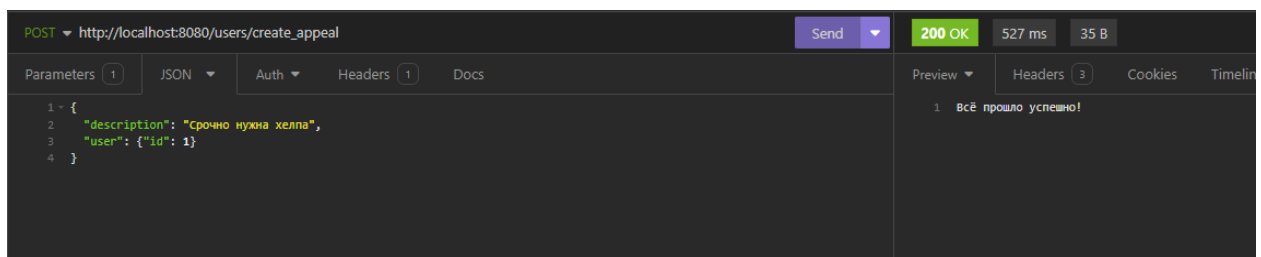 POST http://localhost:8080/users/create_appeal Send 200 OK 527 ms 35 B
Parameters 1 JSON Auth Headers 1 Docs Preview Headers 3 Cookies Timelin
1 {
2 "description": "Срочно нужна хелпа",
3 "user": {"id": 1}
4 }
1 Всё прошло успешно!